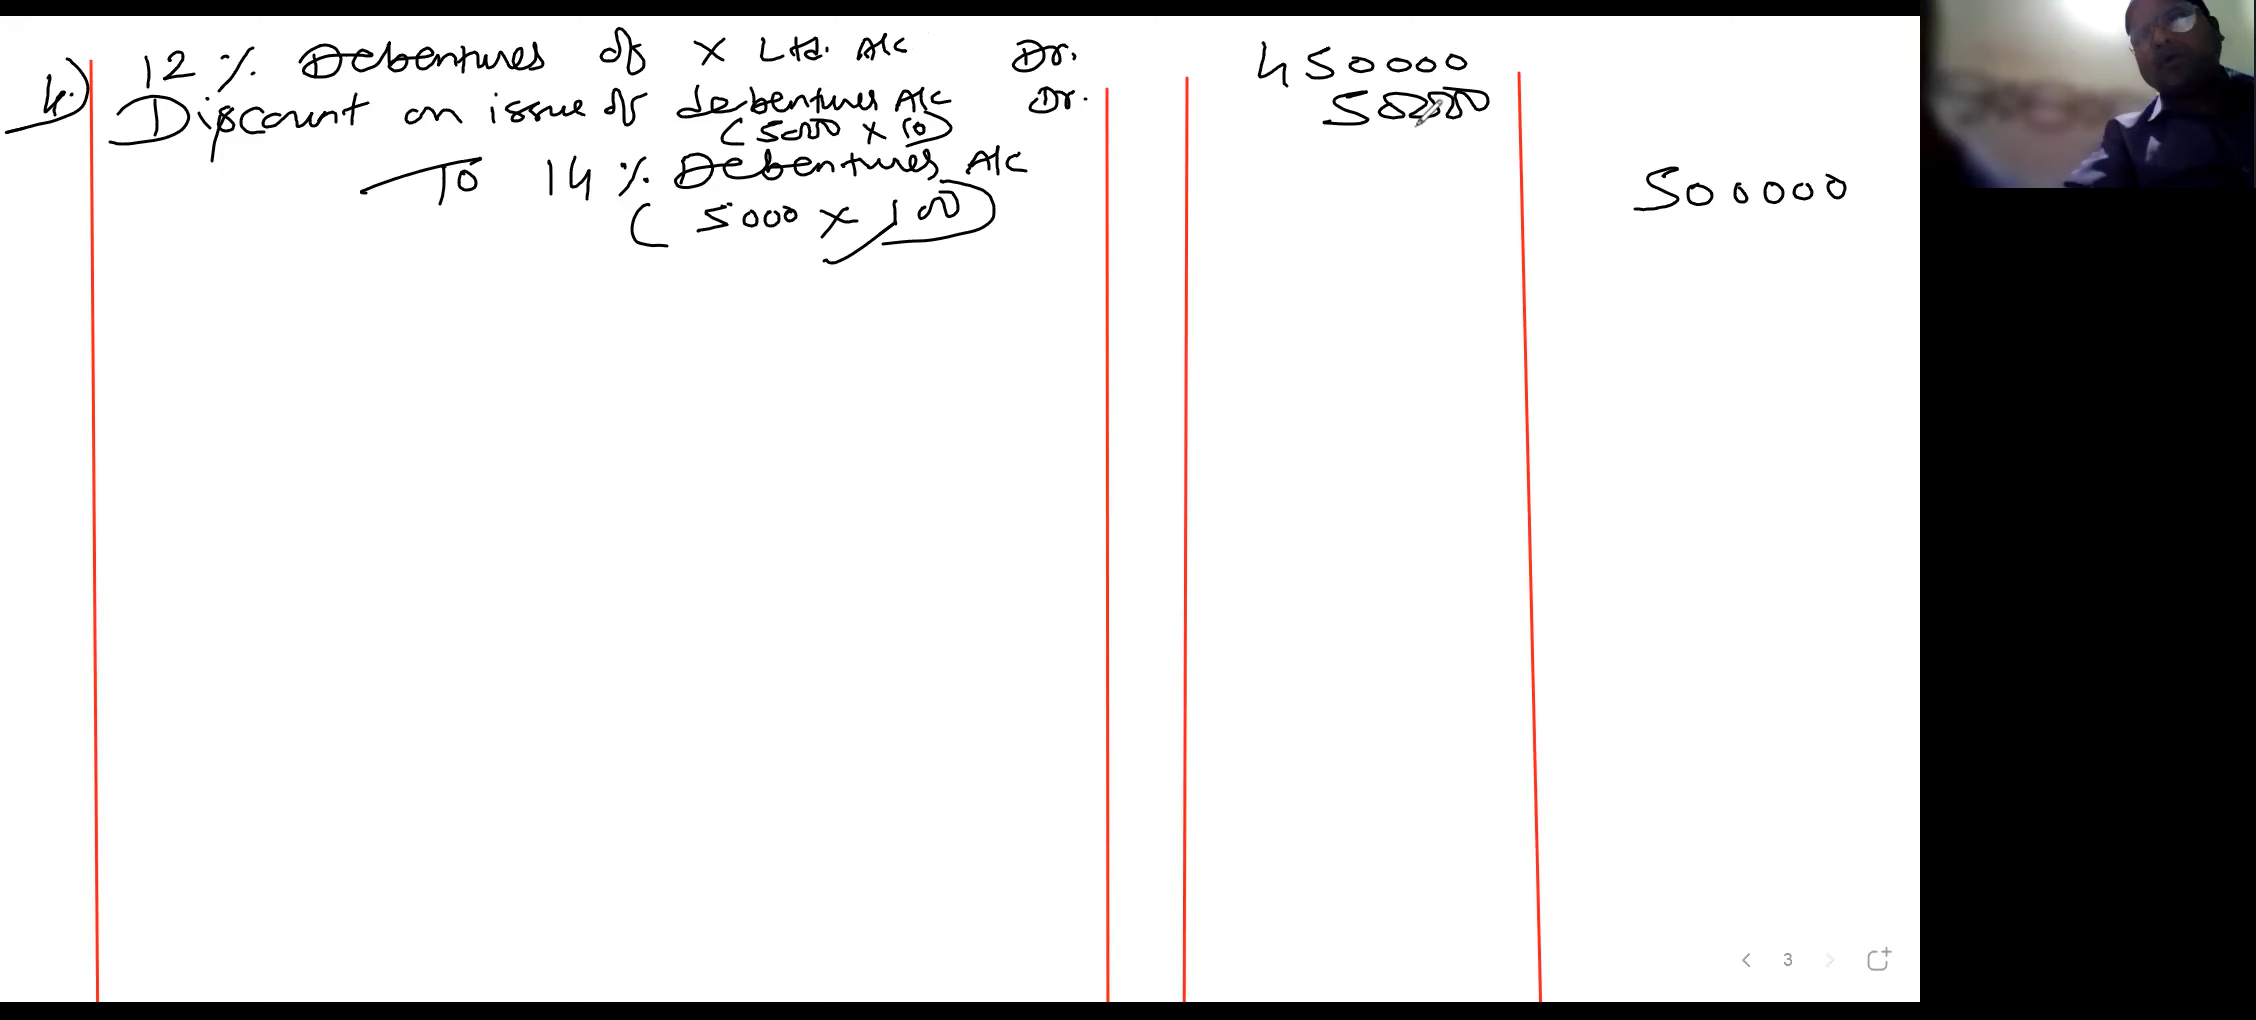 4.) 12 % Debentures of X Ltd. A/c Dr. 450000
Discount on issue of debentures A/c Dr. 50000
(5000 X 10)
To 14 % Debentures A/c 500000
(5000 X 100)
3